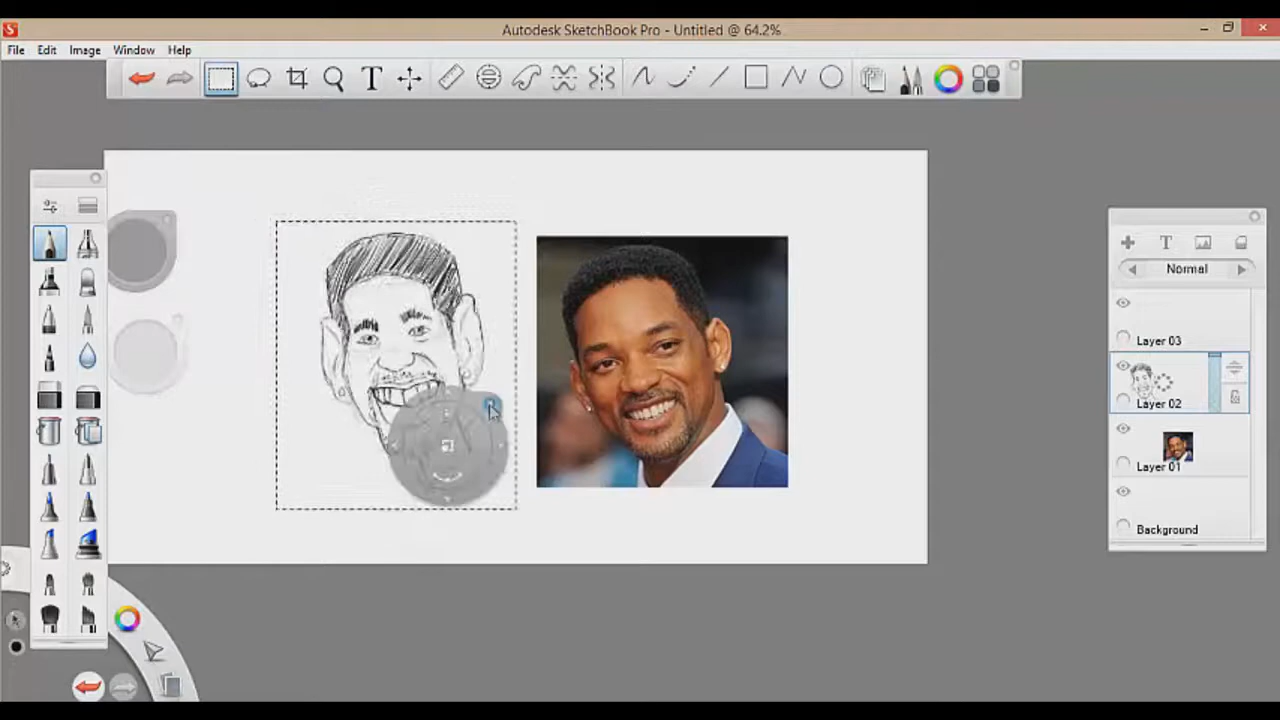 Autodesk SketchBook Pro - Untitled @ 64.2%
File Edit Image Window Help
Normal
Layer 03
Layer 02
Layer 01
Background